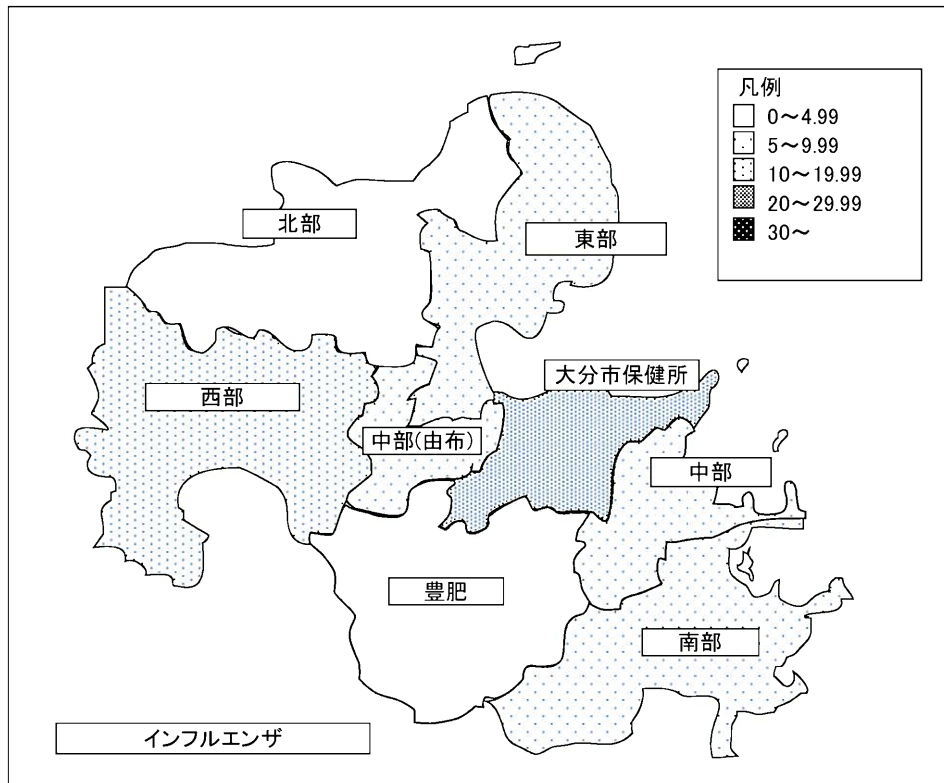 凡例
0～4.99
5～9.99
10～19.99
20～29.99
30～
北部
東部
大分市保健所
西部
中部(由布)
中部
豊肥
南部
インフルエンザ